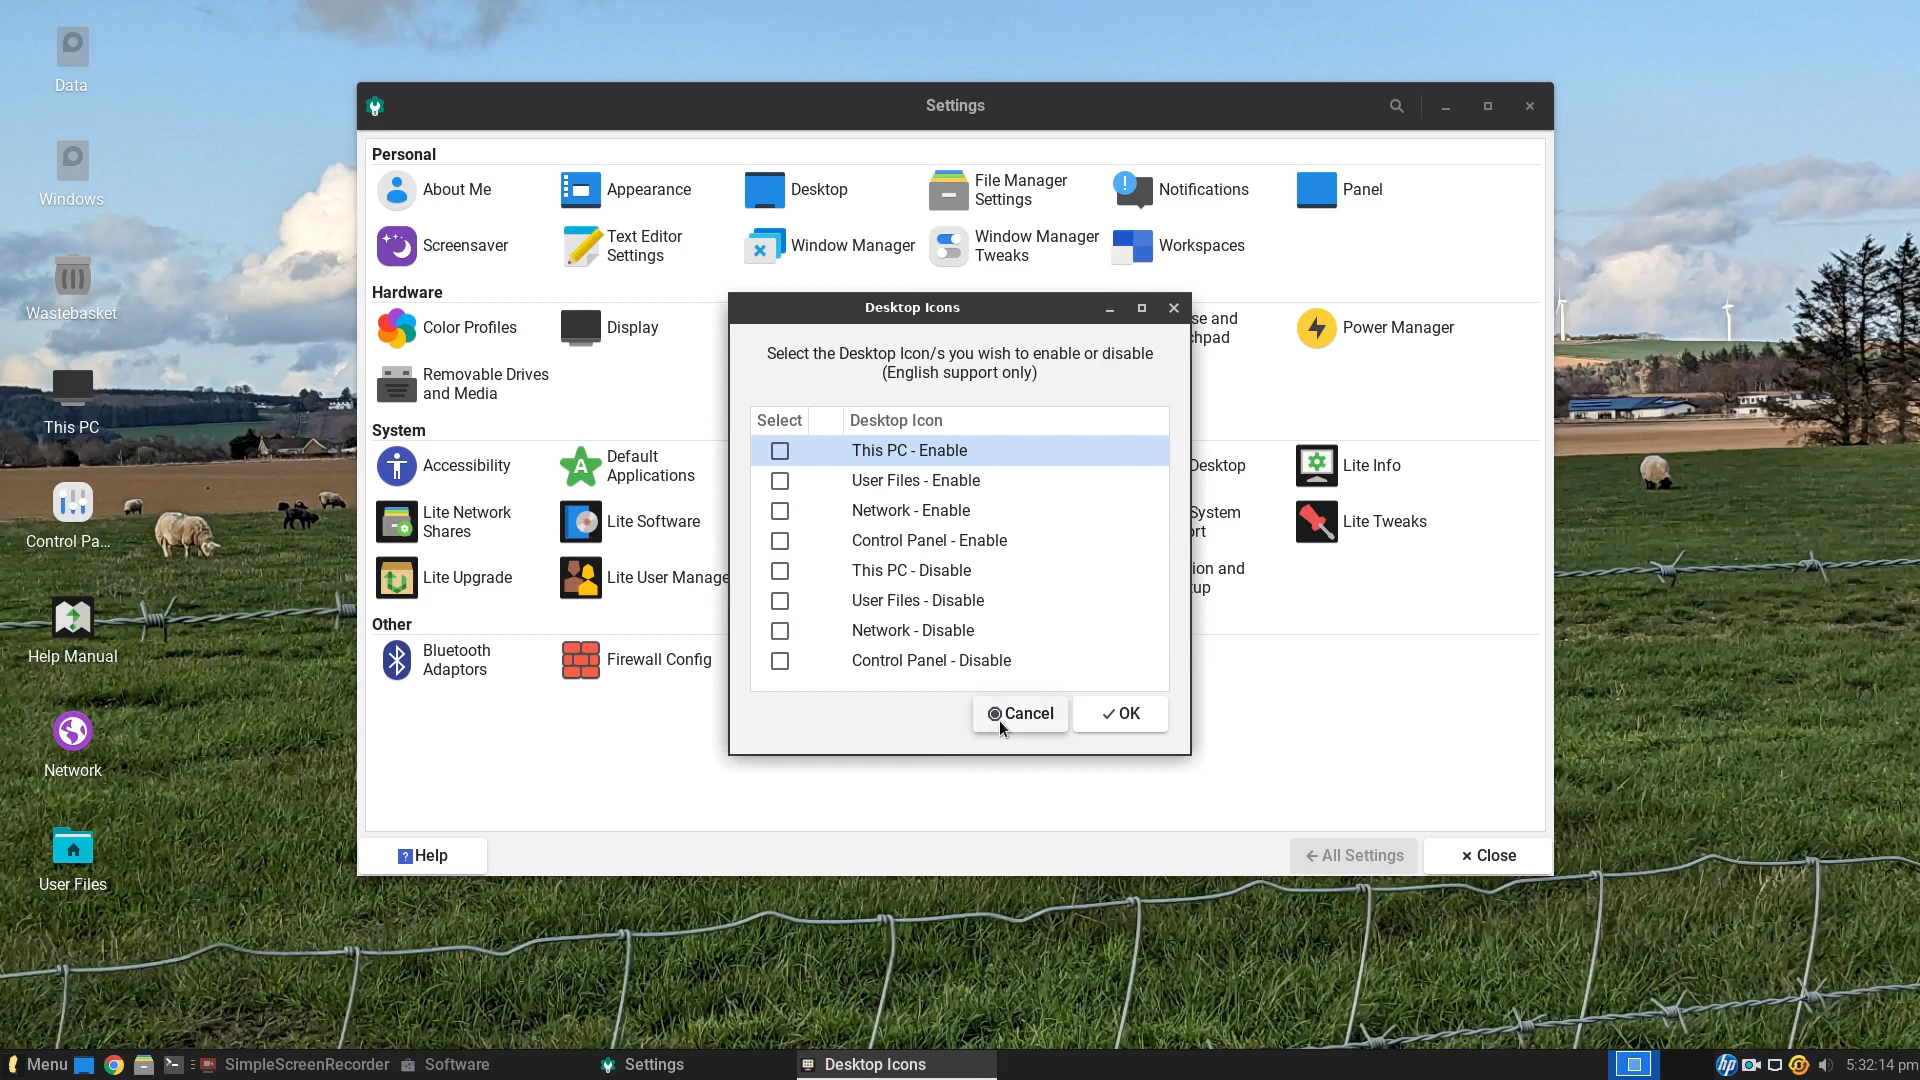 Data
Windows
Wastebasket
This PC
Control Pa...
Help Manual
Network
User Files
Settings
Personal
About Me
Appearance
Desktop
File Manager
Settings
Notifications
Panel
Screensaver
Text Editor
Settings
Window Manager
Window Manager
Tweaks
Workspaces
Hardware
Color Profiles
Display
se and
hpad
Power Manager
Removable Drives
and Media
System
Accessibility
Default
Applications
Desktop
Lite Info
Lite Network
Shares
Lite Software
System
rt
Lite Tweaks
Lite Upgrade
Lite User Manage
ion and
up
Other
Bluetooth
Adaptors
Firewall Config
Desktop Icons
Select the Desktop Icon/s you wish to enable or disable
(English support only)
Select Desktop Icon
This PC - Enable
User Files - Enable
Network - Enable
Control Panel - Enable
This PC - Disable
User Files - Disable
Network - Disable
Control Panel - Disable
Cancel OK
Help
All Settings
Close
Menu SimpleScreenRecorder Software Settings Desktop Icons hp 5:32:14 pm